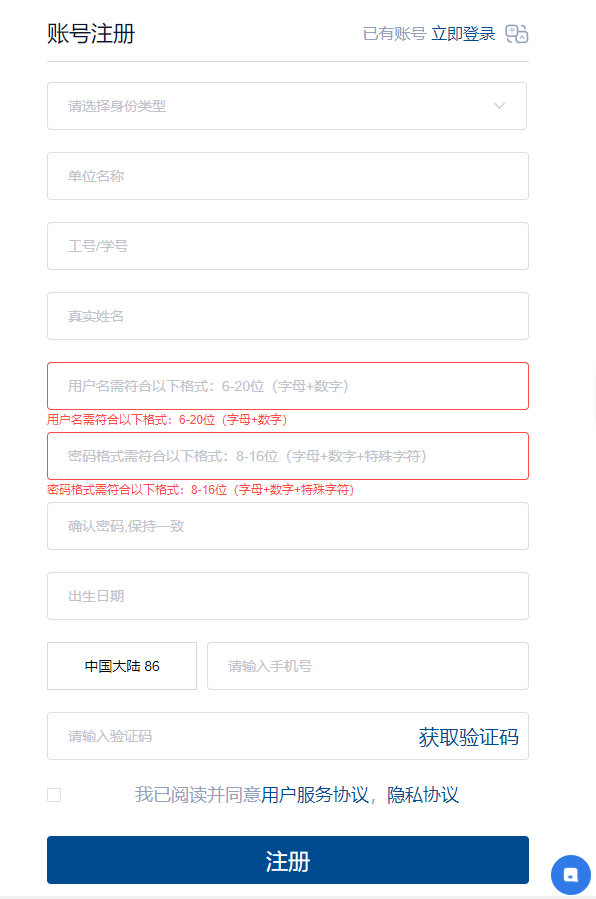 账号注册 已有账号 立即登录
请选择身份类型
单位名称
工号/学号
真实姓名
用户名需符合以下格式：6-20位（字母+数字）
用户名需符合以下格式：6-20位（字母+数字）
密码格式需符合以下格式：8-16位（字母+数字+特殊字符）
密码格式需符合以下格式：8-16位（字母+数字+特殊字符）
确认密码,保持一致
出生日期
中国大陆 86 请输入手机号
请输入验证码 获取验证码
我已阅读并同意用户服务协议，隐私协议
注册